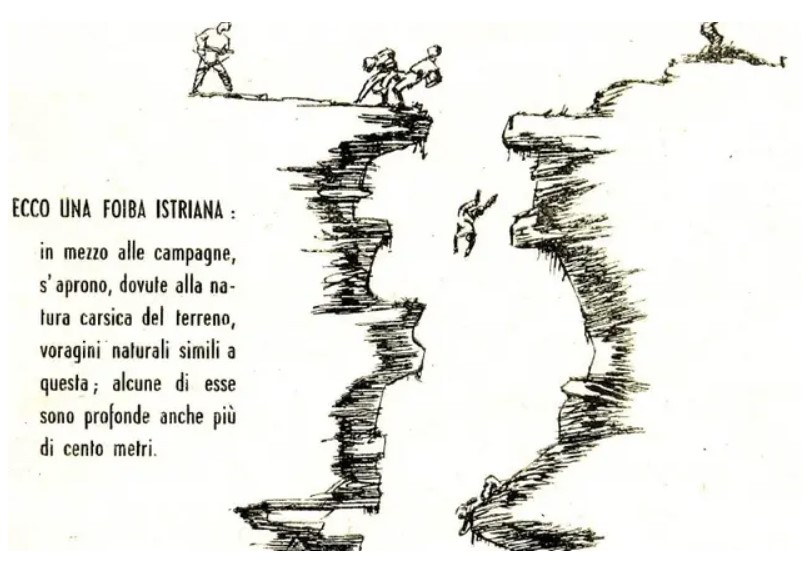 ECCO UNA FOIBA ISTRIANA :
in mezzo alle campagne,
s'aprono, dovute alla na-
tura carsica del terreno,
voragini naturali simili a
questa; alcune di esse
sono profonde anche più
di cento metri.